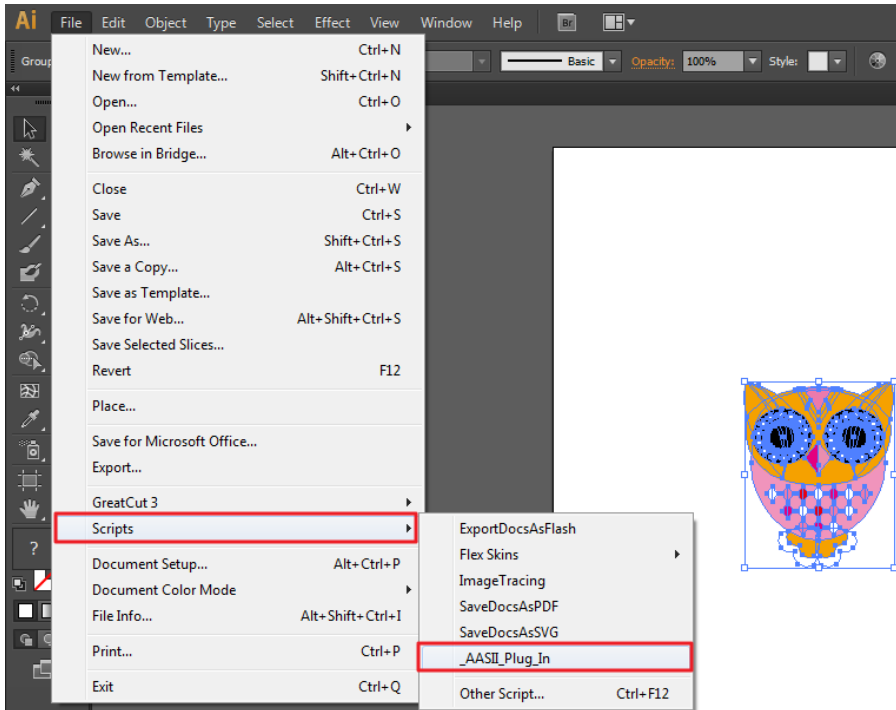 Ai File Edit Object Type Select Effect View Window Help Br
Group Basic Opacity: 100% Style:
New... Ctrl+N
New from Template... Shift+Ctrl+N
Open... Ctrl+O
Open Recent Files
Browse in Bridge... Alt+Ctrl+O
Close Ctrl+W
Save Ctrl+S
Save As... Shift+Ctrl+S
Save a Copy... Alt+Ctrl+S
Save as Template...
Save for Web... Alt+Shift+Ctrl+S
Save Selected Slices...
Revert F12
Place...
Save for Microsoft Office...
Export...
GreatCut 3
Scripts
Document Setup... Alt+Ctrl+P
Document Color Mode
File Info... Alt+Shift+Ctrl+I
Print... Ctrl+P
Exit Ctrl+Q
ExportDocsAsFlash
Flex Skins
ImageTracing
SaveDocsAsPDF
SaveDocsAsSVG
_AASII_Plug_In
Other Script... Ctrl+F12
?